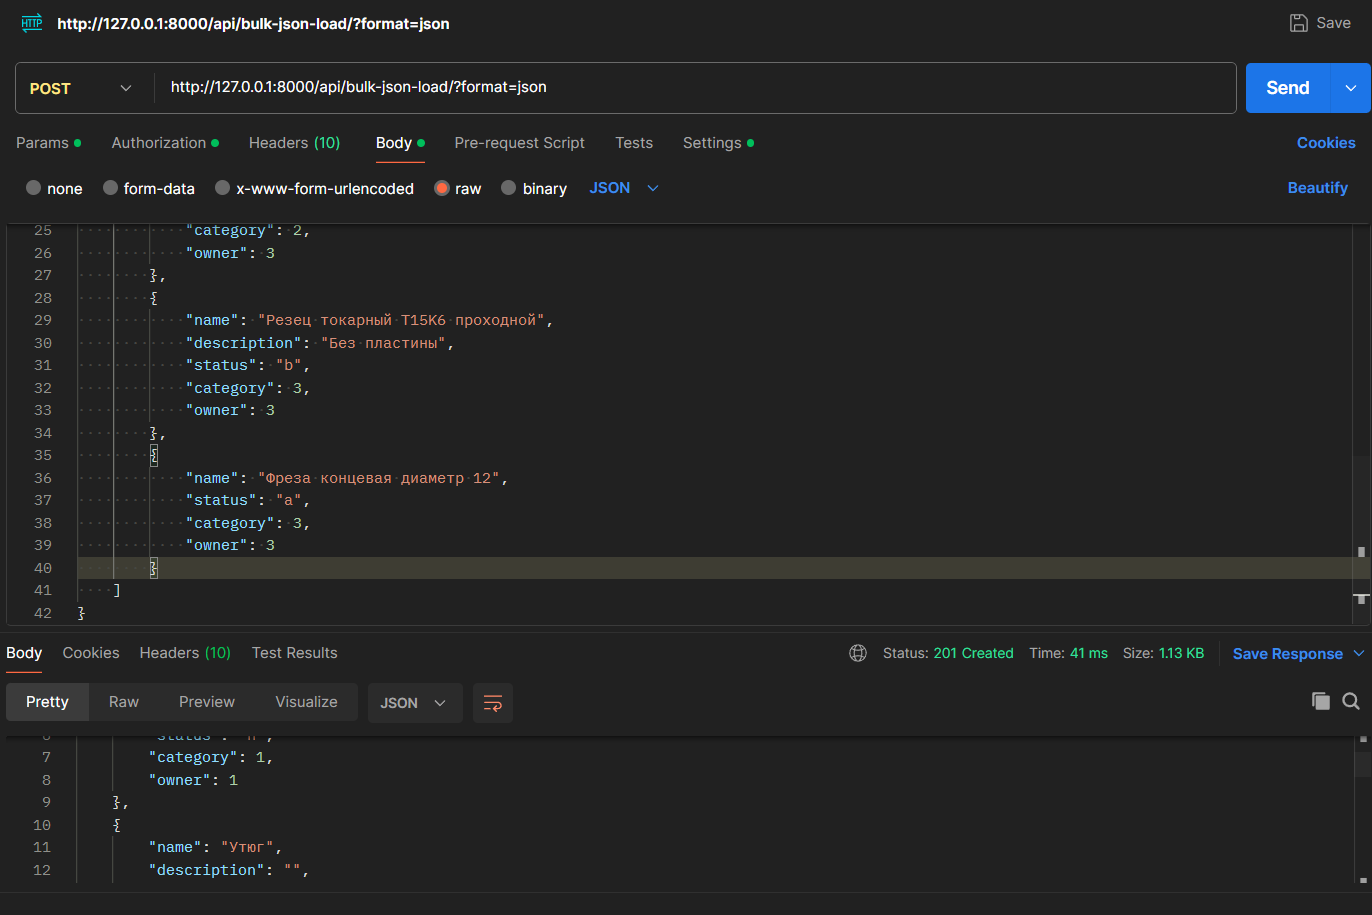 HTTP http://127.0.0.1:8000/api/bulk-json-load/?format=json Save
POST http://127.0.0.1:8000/api/bulk-json-load/?format=json Send
Params Authorization Headers (10) Body Pre-request Script Tests Settings Cookies
none form-data x-www-form-urlencoded raw binary JSON Beautify
25 "category": 2,
26 "owner": 3
27 },
28 {
29 "name": "Резец токарный Т15К6 проходной",
30 "description": "Без пластины",
31 "status": "b",
32 "category": 3,
33 "owner": 3
34 },
35 {
36 "name": "Фреза концевая диаметр 12",
37 "status": "a",
38 "category": 3,
39 "owner": 3
40 }
41 ]
42 }
Body Cookies Headers (10) Test Results Status: 201 Created Time: 41 ms Size: 1.13 KB Save Response
Pretty Raw Preview Visualize JSON
"status":
7 "category": 1,
8 "owner": 1
9 },
10 {
11 "name": "Утюг",
12 "description": "",